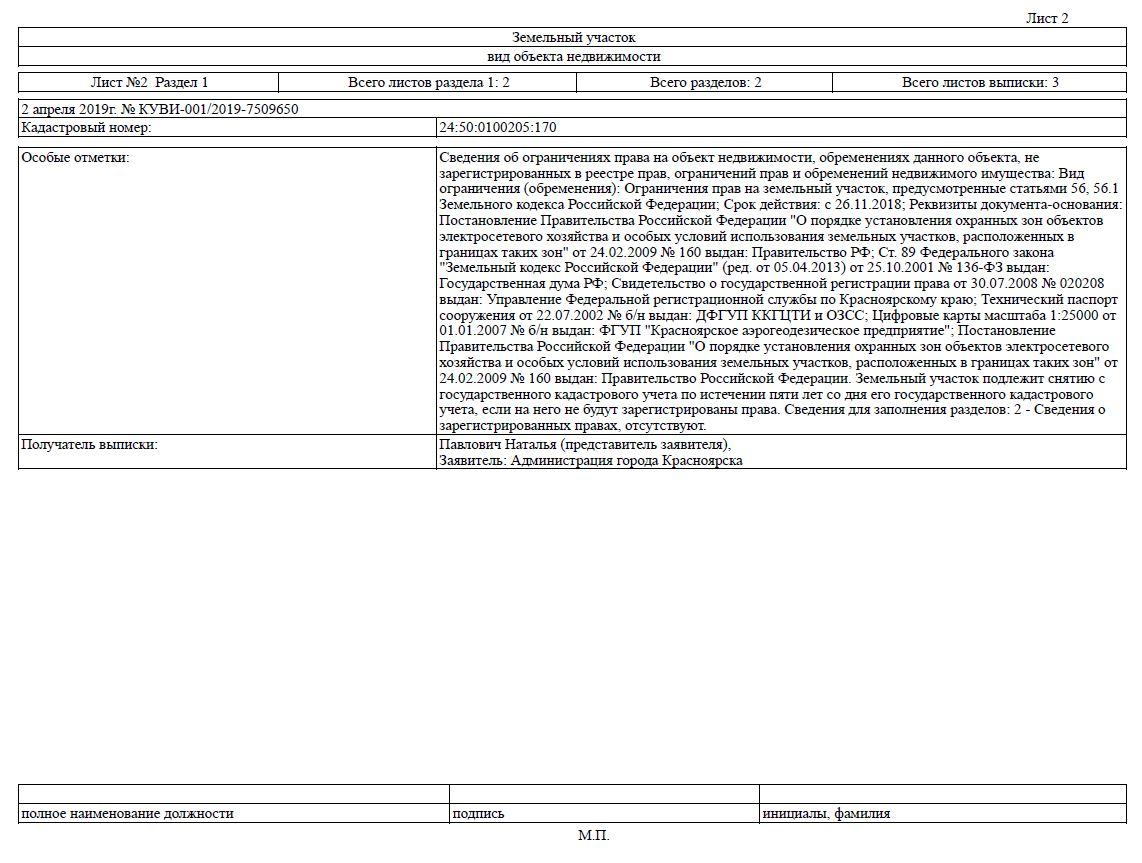 Лист 2
Земельный участок
вид объекта недвижимости
Лист №2 Раздел 1 Всего листов раздела 1: 2 Всего разделов: 2 Всего листов выписки: 3
2 апреля 2019г. № КУВИ-001/2019-7509650
Кадастровый номер: 24:50:0100205:170
Особые отметки: Сведения об ограничениях права на объект недвижимости, обременениях данного объекта, не
зарегистрированных в реестре прав, ограничений прав и обременений недвижимого имущества: Вид
ограничения (обременения): Ограничения прав на земельный участок, предусмотренные статьями 56, 56.1
Земельного кодекса Российской Федерации; Срок действия: с 26.11.2018; Реквизиты документа-основания:
Постановление Правительства Российской Федерации "О порядке установления охранных зон объектов
электросетевого хозяйства и особых условий использования земельных участков, расположенных в
границах таких зон" от 24.02.2009 № 160 выдан: Правительство РФ; Ст. 89 Федерального закона
"Земельный кодекс Российской Федерации" (ред. от 05.04.2013) от 25.10.2001 № 136-ФЗ выдан:
Государственная дума РФ; Свидетельство о государственной регистрации права от 30.07.2008 № 020208
выдан: Управление Федеральной регистрационной службы по Красноярскому краю; Технический паспорт
сооружения от 22.07.2002 № б/н выдан: ДФГУП ККГЦТИ и ОЗСС; Цифровые карты масштаба 1:25000 от
01.01.2007 № б/н выдан: ФГУП "Красноярское аэрогеодезическое предприятие"; Постановление
Правительства Российской Федерации "О порядке установления охранных зон объектов электросетевого
хозяйства и особых условий использования земельных участков, расположенных в границах таких зон" от
24.02.2009 № 160 выдан: Правительство Российской Федерации. Земельный участок подлежит снятию с
государственного кадастрового учета по истечении пяти лет со дня его государственного кадастрового
учета, если на него не будут зарегистрированы права. Сведения для заполнения разделов: 2 - Сведения о
зарегистрированных правах, отсутствуют.
Получатель выписки: Павлович Наталья (представитель заявителя),
Заявитель: Администрация города Красноярска
полное наименование должности подпись инициалы, фамилия
М.П.